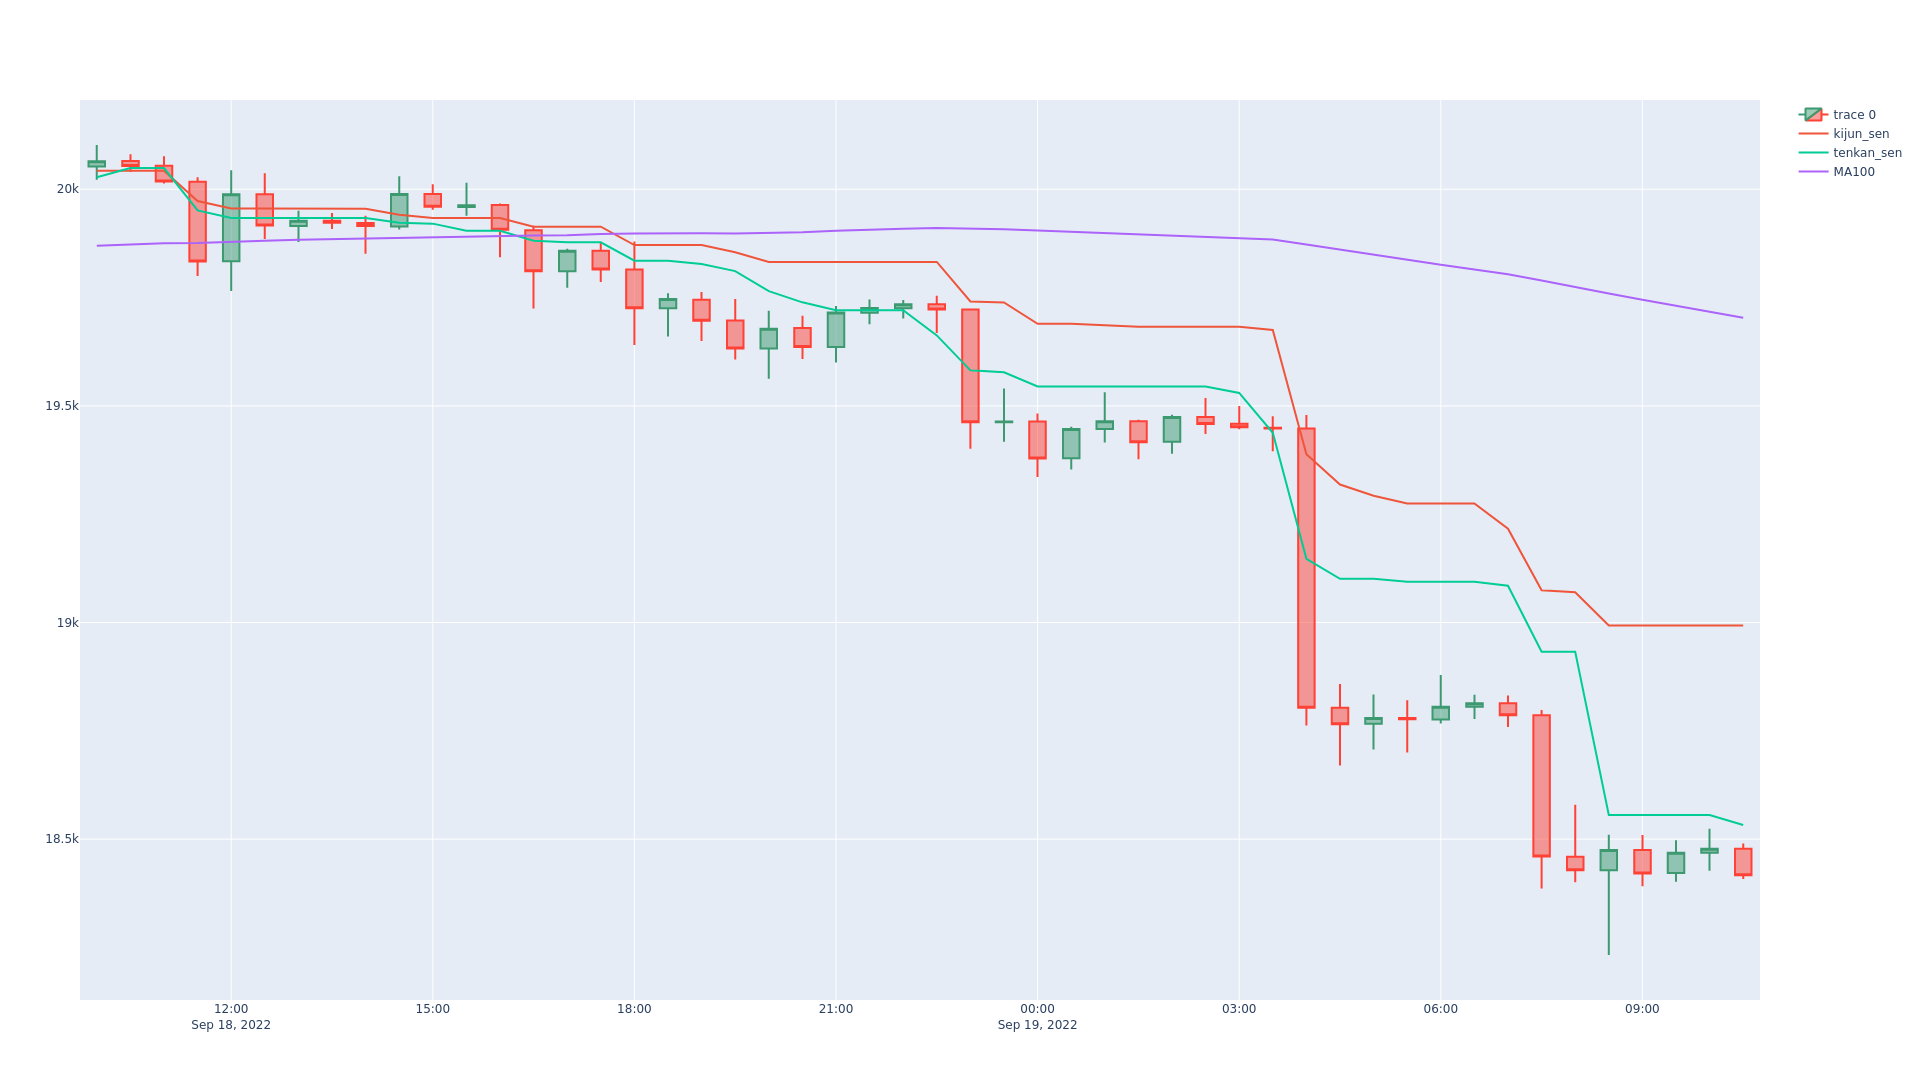 trace 0
kijun_sen
tenkan_sen
MA100
20k
19.5k
19k
18.5k
12:00 15:00 18:00 21:00 00:00 03:00 06:00 09:00
Sep 18, 2022 Sep 19, 2022